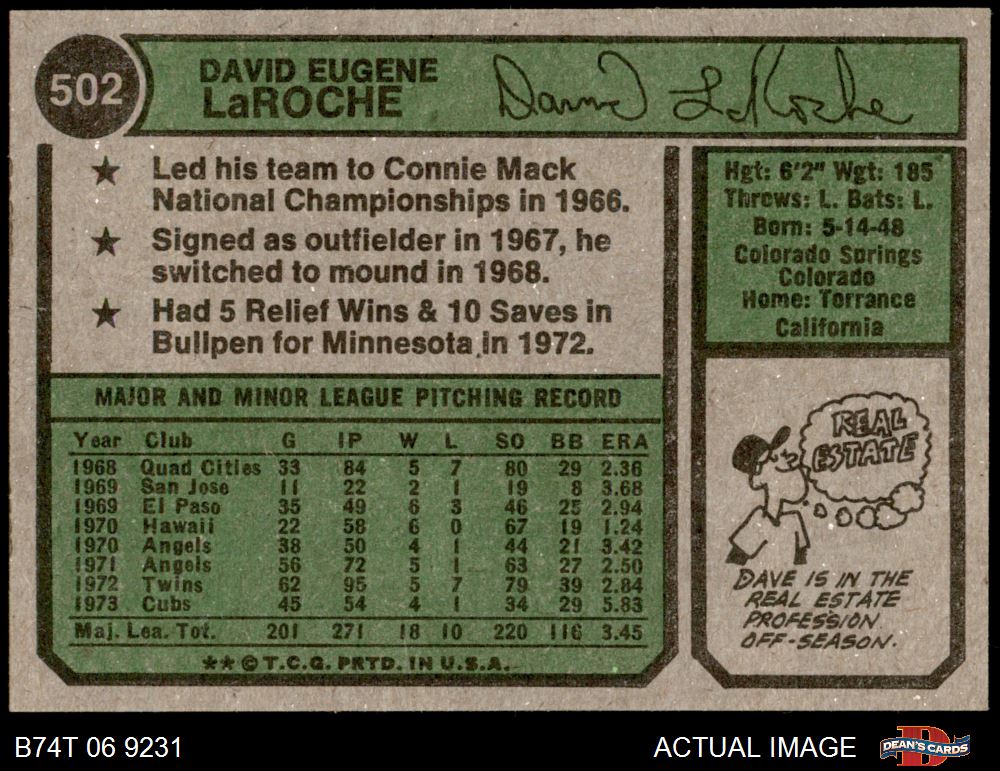 502
DAVID EUGENE
LaROCHE
David LaRoche
★ Led his team to Connie Mack
National Championships in 1966.
★ Signed as outfielder in 1967, he
switched to mound in 1968.
★ Had 5 Relief Wins & 10 Saves in
Bullpen for Minnesota in 1972.
Hgt: 6'2" Wgt: 185
Throws: L. Bats: L.
Born: 5-14-48
Colorado Springs
Colorado
Home: Torrance
California
MAJOR AND MINOR LEAGUE PITCHING RECORD
Year Club G IP W L SO BB ERA
1968 Quad Cities 33 84 5 7 80 29 2.36
1969 San Jose 11 22 2 1 19 8 3.68
1969 El Paso 35 49 6 3 46 25 2.94
1970 Hawaii 22 58 6 0 67 19 1.24
1970 Angels 38 50 4 1 44 21 3.42
1971 Angels 56 72 5 1 63 27 2.50
1972 Twins 62 95 5 7 79 39 2.84
1973 Cubs 45 54 4 1 34 29 5.83
Maj. Lea. Tot. 201 271 18 10 220 116 3.45
** © T.C.G. PRTD. IN U.S.A.
REAL
ESTATE
DAVE IS IN THE
REAL ESTATE
PROFESSION
OFF-SEASON.
B74T 06 9231
ACTUAL IMAGE
DEAN'S CARDS